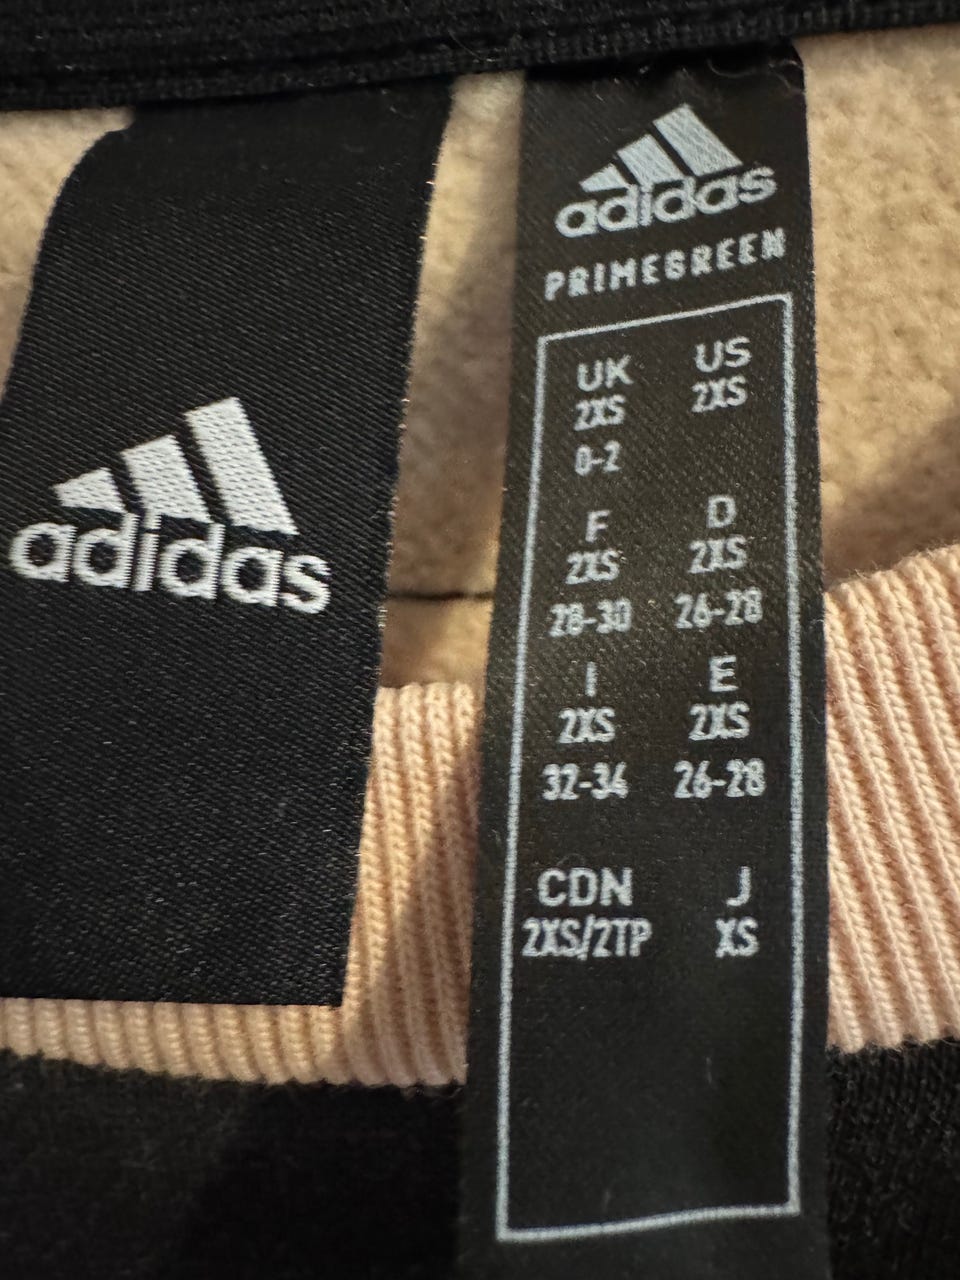 adidas
adidas
PRIMEGREEN
UK US
2XS 2XS
0-2
F D
2XS 2XS
28-30 26-28
I E
2XS 2XS
32-34 26-28
CDN J
2XS/2TP XS